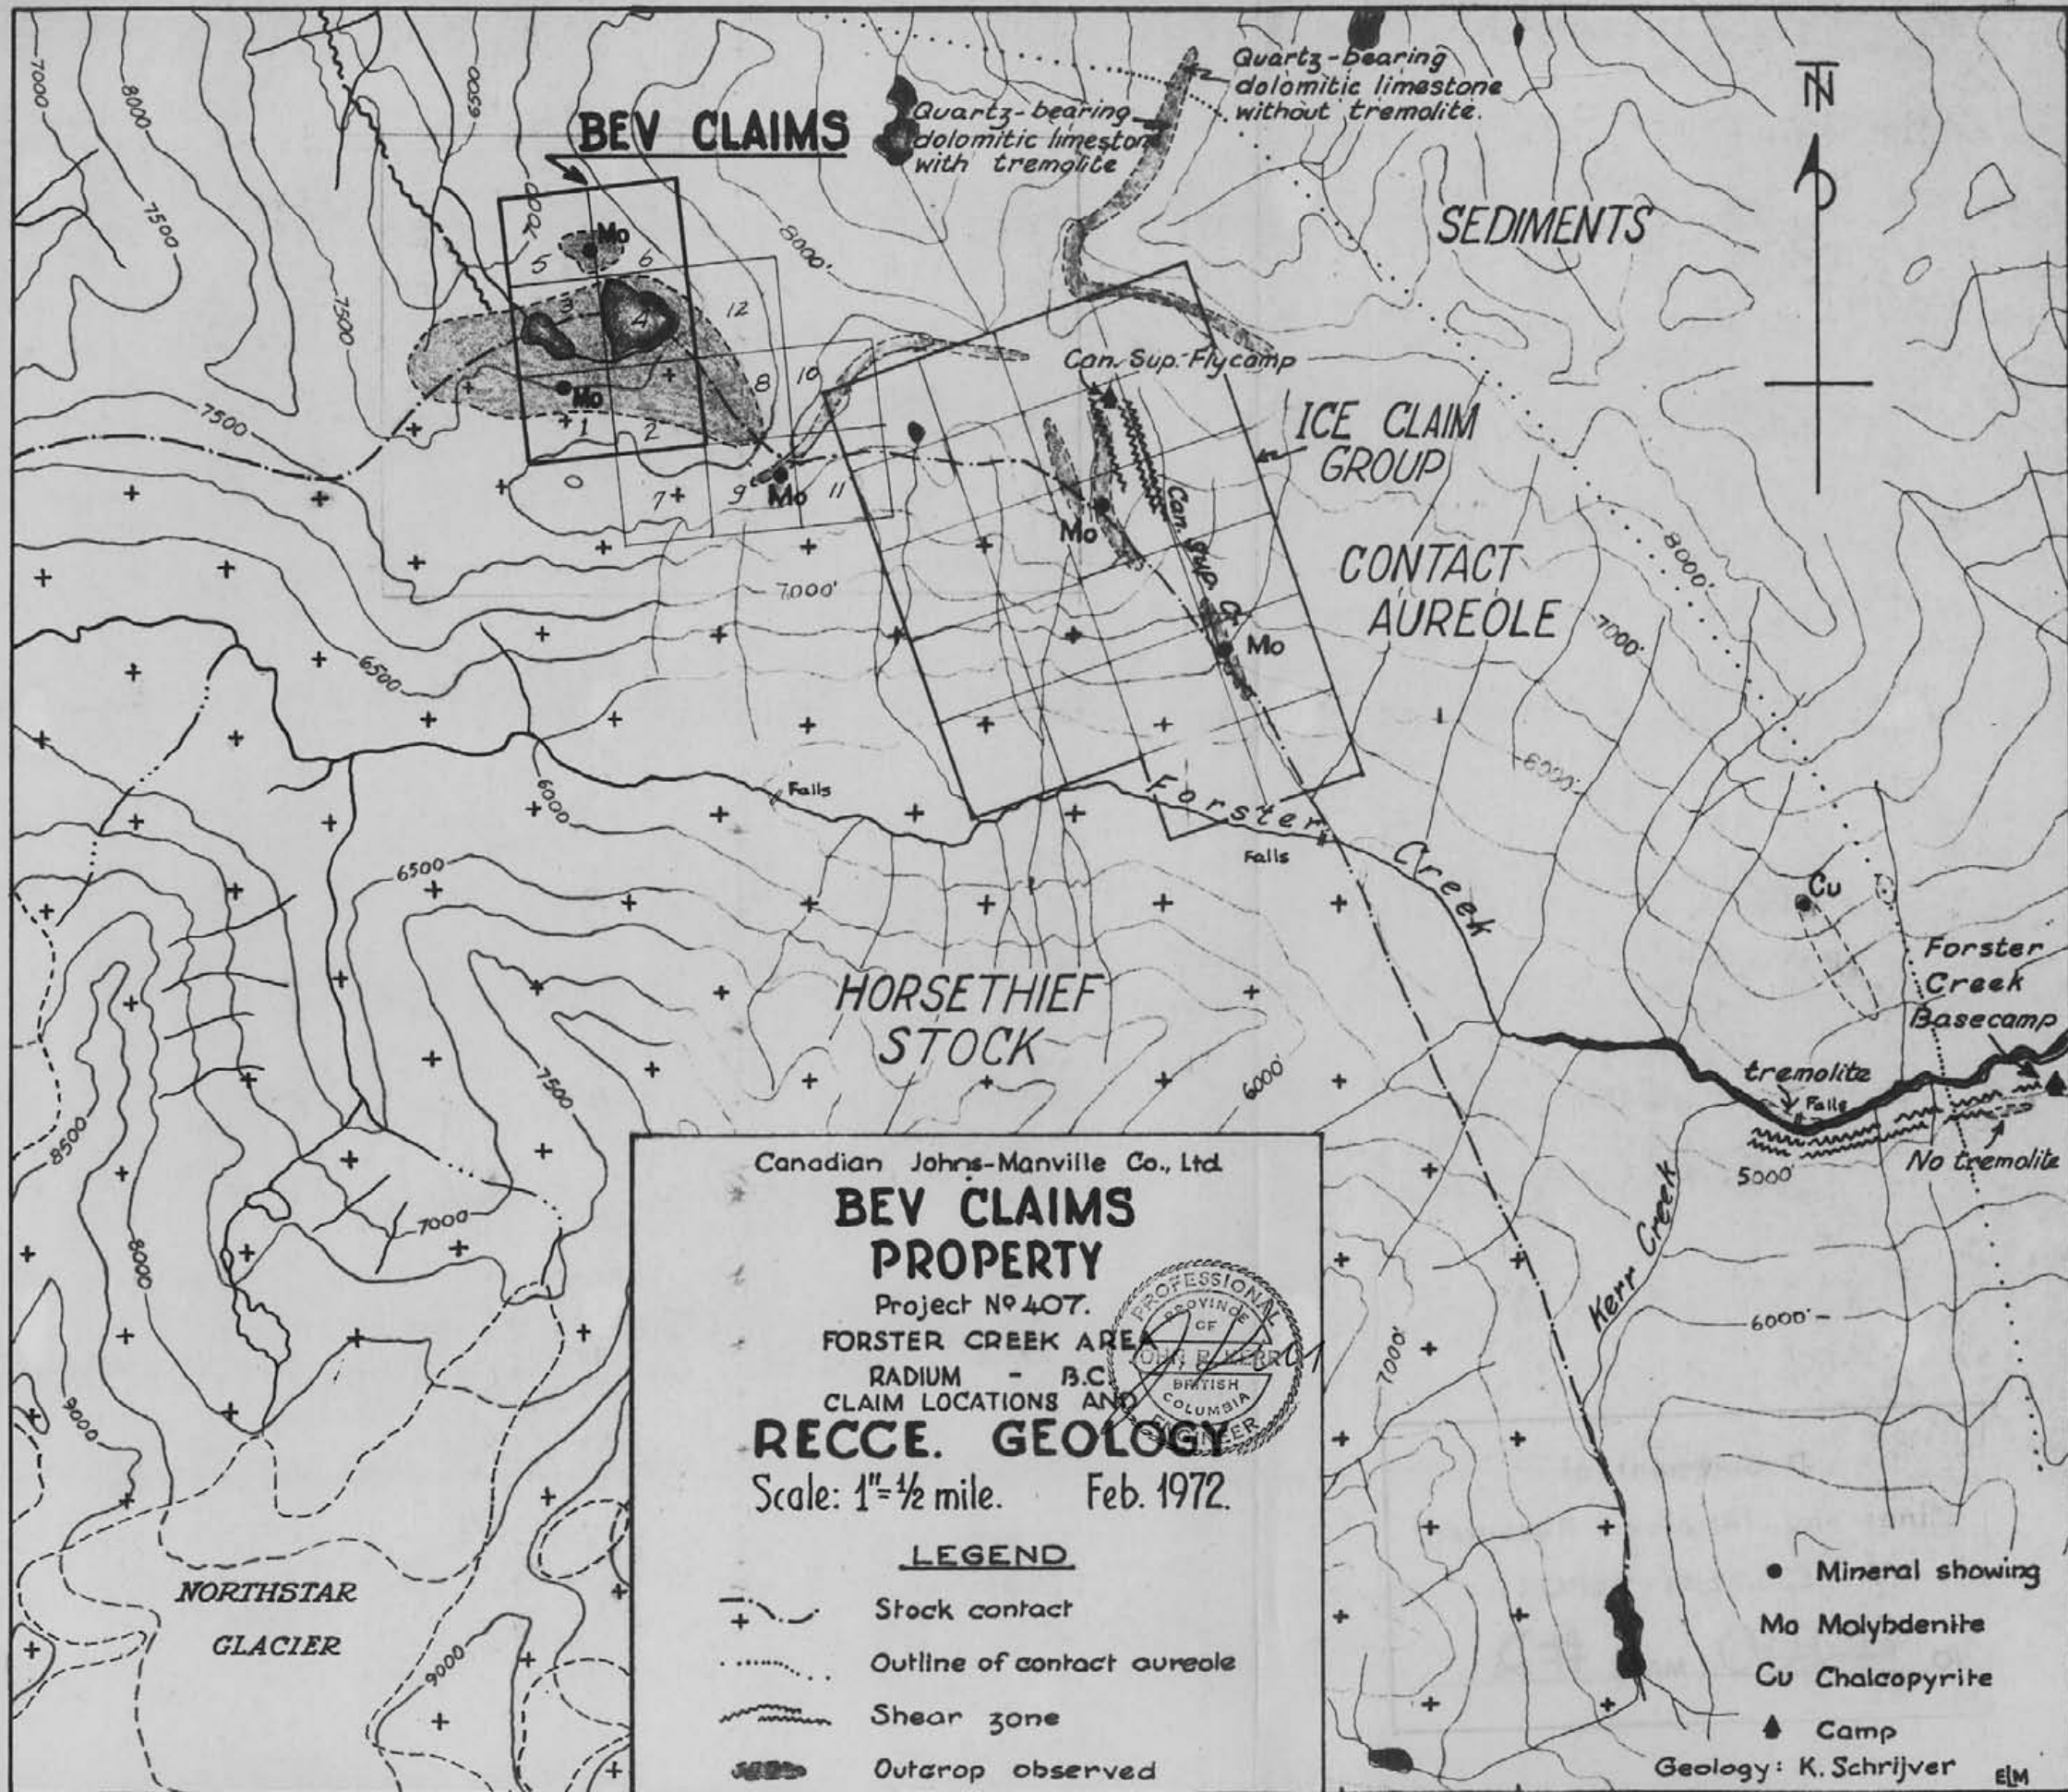 7000
8000
7500
7500
6500
BEV CLAIMS
Quartz-bearing
dolomitic limestone
with tremolite
Quartz-bearing
dolomitic limestone
without tremolite.
N
SEDIMENTS
8000'
Mo
5
6
3
4
12
8
10
Mo
1
2
7500
7
9
Mo
11
Can. Sup. Flycamp
ICE CLAIM
GROUP
Can. Sup. Cr.
Mo
Mo
CONTACT
AUREOLE
8000'
7000'
7000'
6500
6000
6000'
Falls
Forster
Creek
Falls
6500
Cu
Forster
Creek
Basecamp
HORSETHIEF
STOCK
6000'
tremolite
Falls
5000'
No tremolite
7500
8500
8000
7000
Kerr Creek
6000'
7000'
9000
9000
NORTHSTAR
GLACIER
Canadian Johns-Manville Co., Ltd.
BEV CLAIMS
PROPERTY
Project Nº 407.
FORSTER CREEK AREA
RADIUM - B.C.
CLAIM LOCATIONS AND
RECCE. GEOLOGY
Scale: 1"=½ mile. Feb. 1972.
PROFESSIONAL
PROVINCE
OF
JOHN R. KERR
BRITISH
COLUMBIA
ENGINEER
LEGEND
Stock contact
Outline of contact aureole
Shear zone
Outcrop observed
Mineral showing
Mo Molybdenite
Cu Chalcopyrite
Camp
Geology: K. Schrijver
ELM